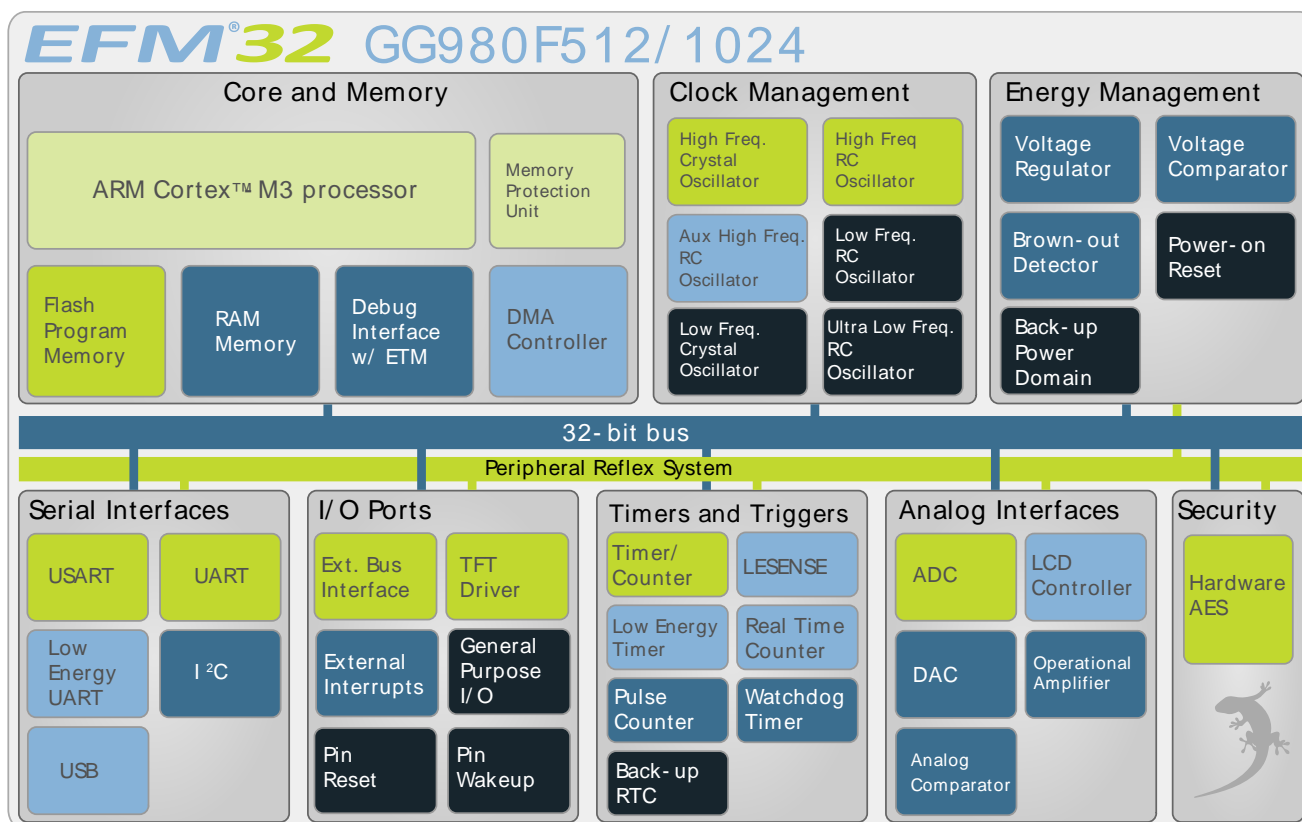 EFM®32 GG980F512/1024
Core and Memory
ARM Cortex™ M3 processor
Memory
Protection
Unit
Flash
Program
Memory
RAM
Memory
Debug
Interface
w/ ETM
DMA
Controller
Clock Management
High Freq.
Crystal
Oscillator
High Freq
RC
Oscillator
Aux High Freq.
RC
Oscillator
Low Freq.
RC
Oscillator
Low Freq.
Crystal
Oscillator
Ultra Low Freq.
RC
Oscillator
Energy Management
Voltage
Regulator
Voltage
Comparator
Brown-out
Detector
Power-on
Reset
Back-up
Power
Domain
32-bit bus
Peripheral Reflex System
Serial Interfaces
USART
UART
Low
Energy
UART
I²C
USB
I/O Ports
Ext. Bus
Interface
TFT
Driver
External
Interrupts
General
Purpose
I/O
Pin
Reset
Pin
Wakeup
Timers and Triggers
Timer/
Counter
LESENSE
Low Energy
Timer
Real Time
Counter
Pulse
Counter
Watchdog
Timer
Back-up
RTC
Analog Interfaces
ADC
LCD
Controller
DAC
Operational
Amplifier
Analog
Comparator
Security
Hardware
AES